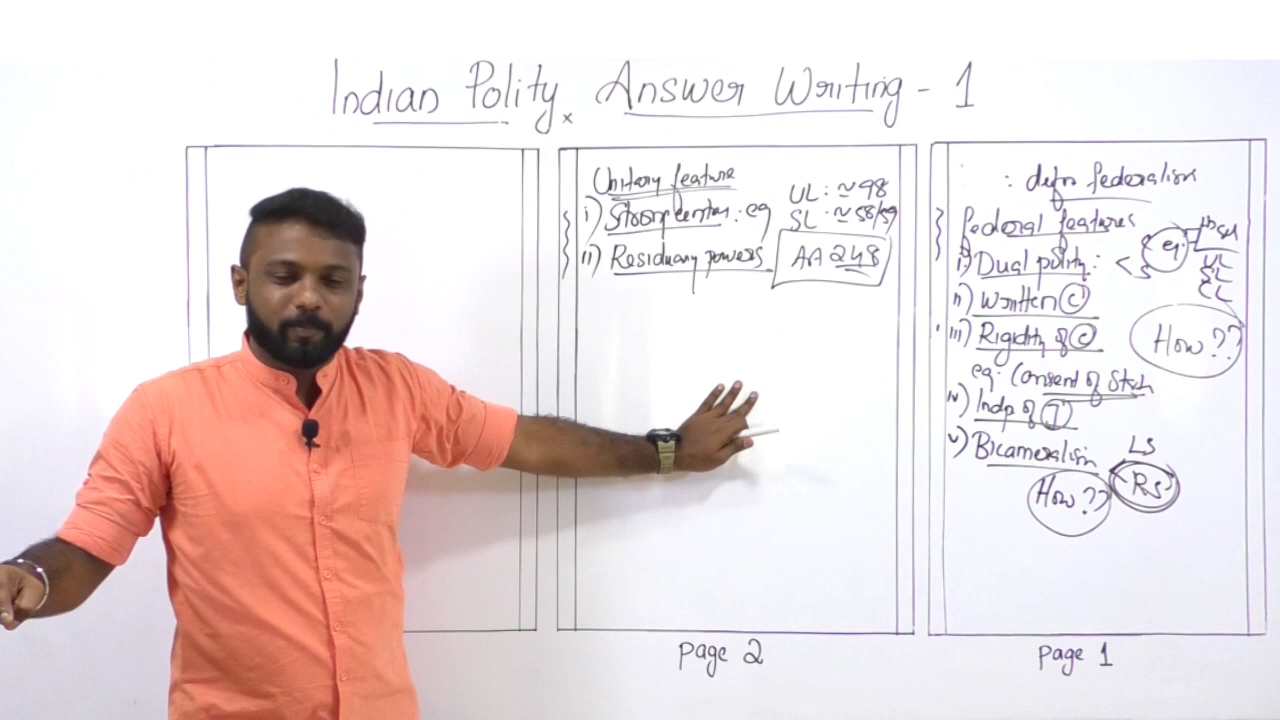 Indian Polity Answer Writing - 1
Unitary feature
UL: ≃ 98
i) Strong center: eg
SL: ≃ 58/59
ii) Residuary powers
AA 248
Page 2
: defn federalism
Federal features
i) Dual polity:
eg:
UL
SL
CL
ii) Written C
iii) Rigidity of C
How??
eg: Consent of State
iv) Indp of J
v) Bicameralism
LS
RS
How??
Page 1